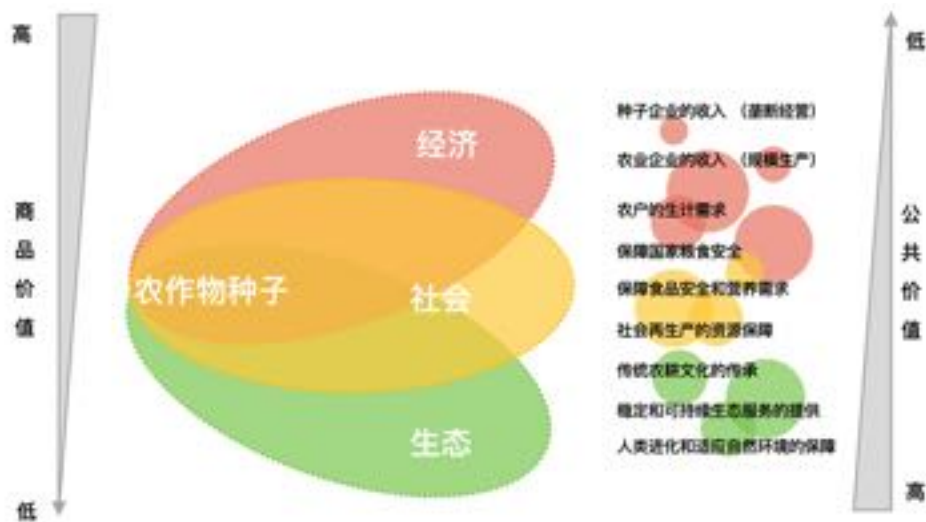 高
商品价值
低
经济
农作物种子
社会
生态
种子企业的收入 （垄断经营）
农业企业的收入 （规模生产）
农户的生计需求
保障国家粮食安全
保障食品安全和营养需求
社会再生产的资源保障
传统农耕文化的传承
稳定和可持续生态服务的提供
人类进化和适应自然环境的保障
低
公共价值
高